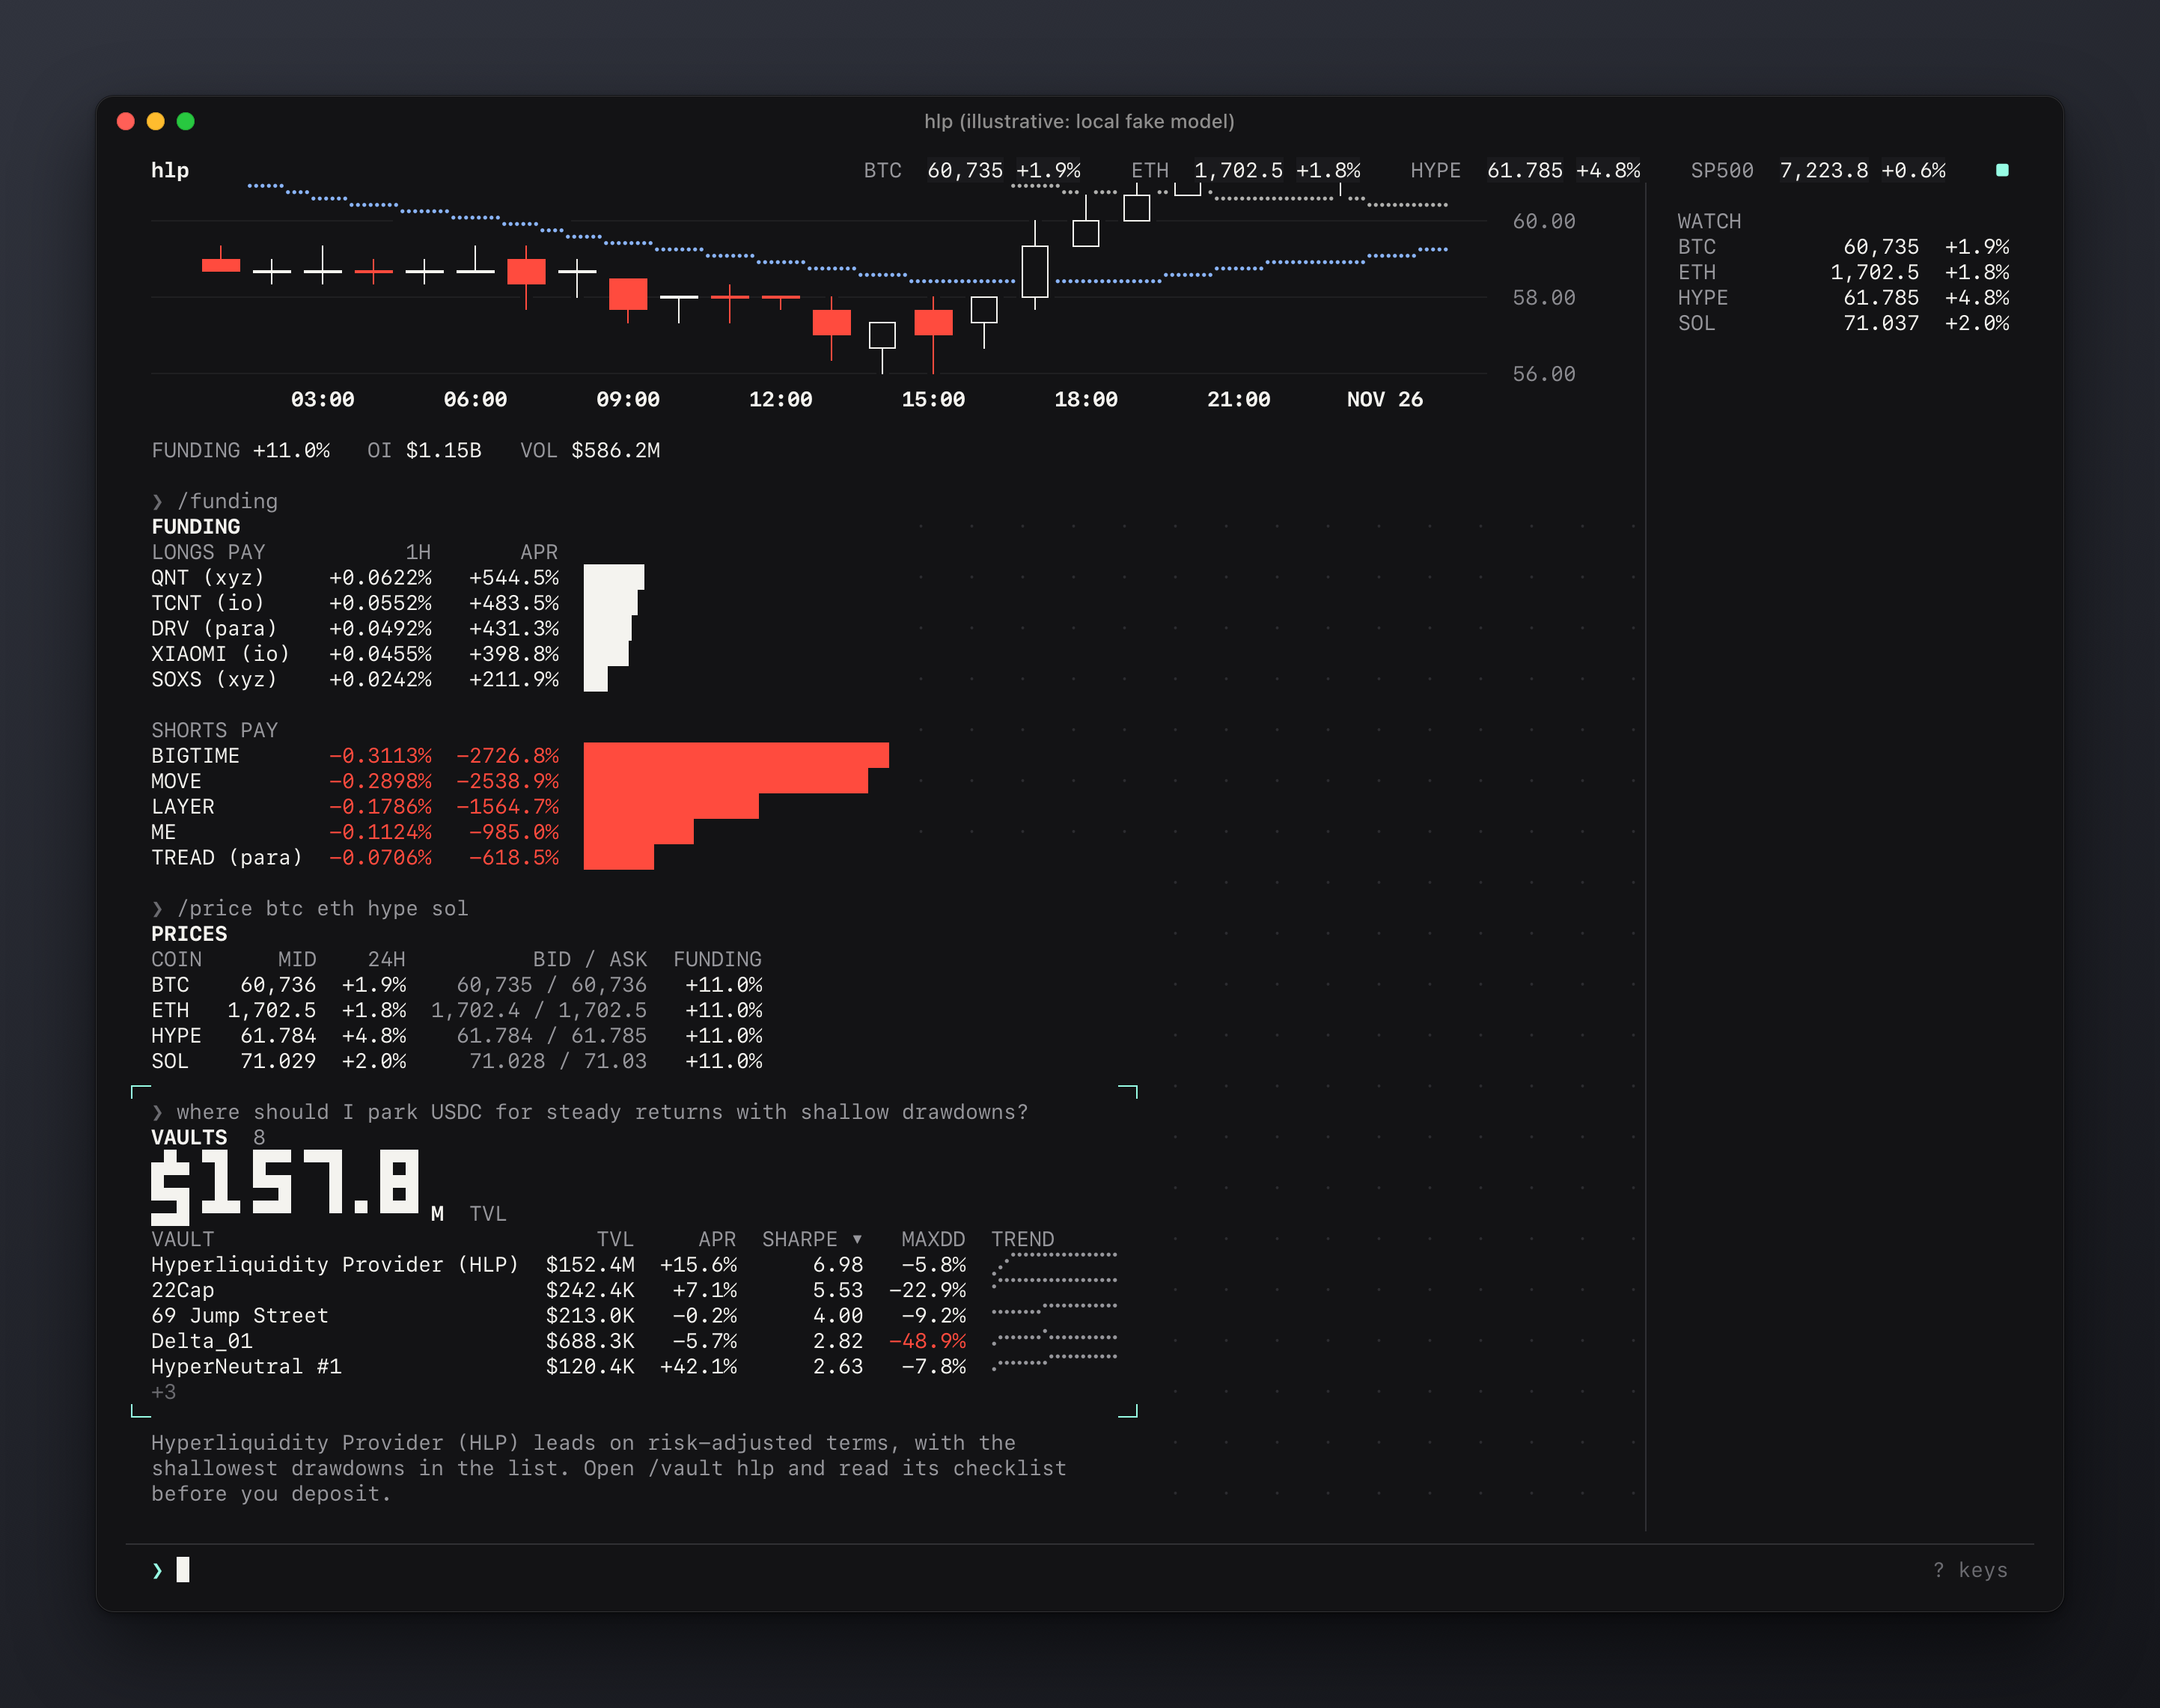 hlp (illustrative: local fake model)
hlp BTC 60,735 +1.9% ETH 1,702.5 +1.8% HYPE 61.785 +4.8% SP500 7,223.8 +0.6%
60.00
58.00
56.00
03:00 06:00 09:00 12:00 15:00 18:00 21:00 NOV 26
WATCH
BTC 60,735 +1.9%
ETH 1,702.5 +1.8%
HYPE 61.785 +4.8%
SOL 71.037 +2.0%
FUNDING +11.0% OI $1.15B VOL $586.2M
❯ /funding
FUNDING
LONGS PAY 1H APR
QNT (xyz) +0.0622% +544.5%
TCNT (io) +0.0552% +483.5%
DRV (para) +0.0492% +431.3%
XIAOMI (io) +0.0455% +398.8%
SOXS (xyz) +0.0242% +211.9%
SHORTS PAY
BIGTIME −0.3113% −2726.8%
MOVE −0.2898% −2538.9%
LAYER −0.1786% −1564.7%
ME −0.1124% −985.0%
TREAD (para) −0.0706% −618.5%
❯ /price btc eth hype sol
PRICES
COIN MID 24H BID / ASK FUNDING
BTC 60,736 +1.9% 60,735 / 60,736 +11.0%
ETH 1,702.5 +1.8% 1,702.4 / 1,702.5 +11.0%
HYPE 61.784 +4.8% 61.784 / 61.785 +11.0%
SOL 71.029 +2.0% 71.028 / 71.03 +11.0%
❯ where should I park USDC for steady returns with shallow drawdowns?
VAULTS 8
$157.8 M TVL
VAULT TVL APR SHARPE ▼ MAXDD TREND
Hyperliquidity Provider (HLP) $152.4M +15.6% 6.98 −5.8%
22Cap $242.4K +7.1% 5.53 −22.9%
69 Jump Street $213.0K −0.2% 4.00 −9.2%
Delta_01 $688.3K −5.7% 2.82 −48.9%
HyperNeutral #1 $120.4K +42.1% 2.63 −7.8%
+3
Hyperliquidity Provider (HLP) leads on risk-adjusted terms, with the
shallowest drawdowns in the list. Open /vault hlp and read its checklist
before you deposit.
❯
? keys